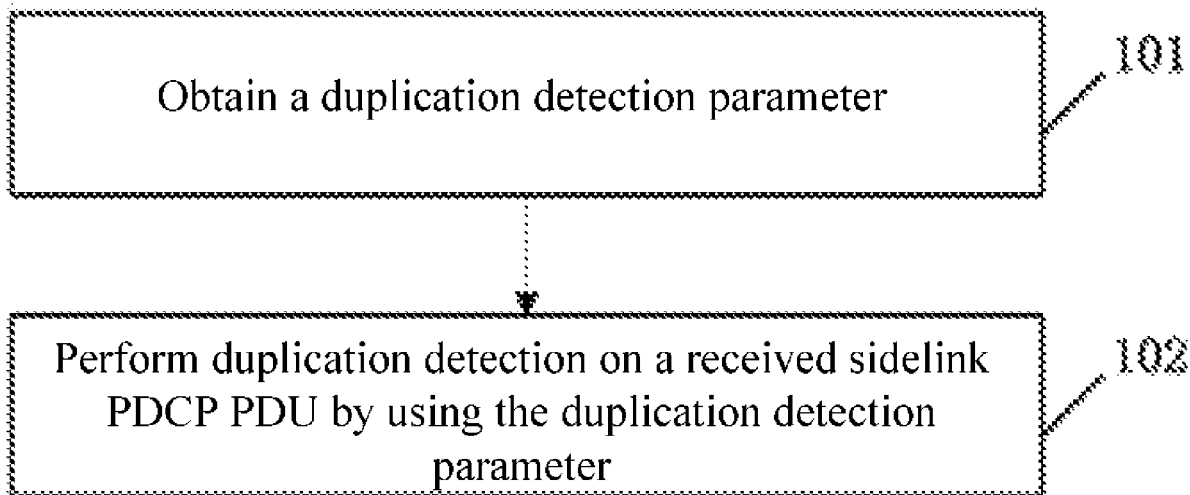 Obtain a duplication detection parameter
101
Perform duplication detection on a received sidelink
PDCP PDU by using the duplication detection
parameter
102